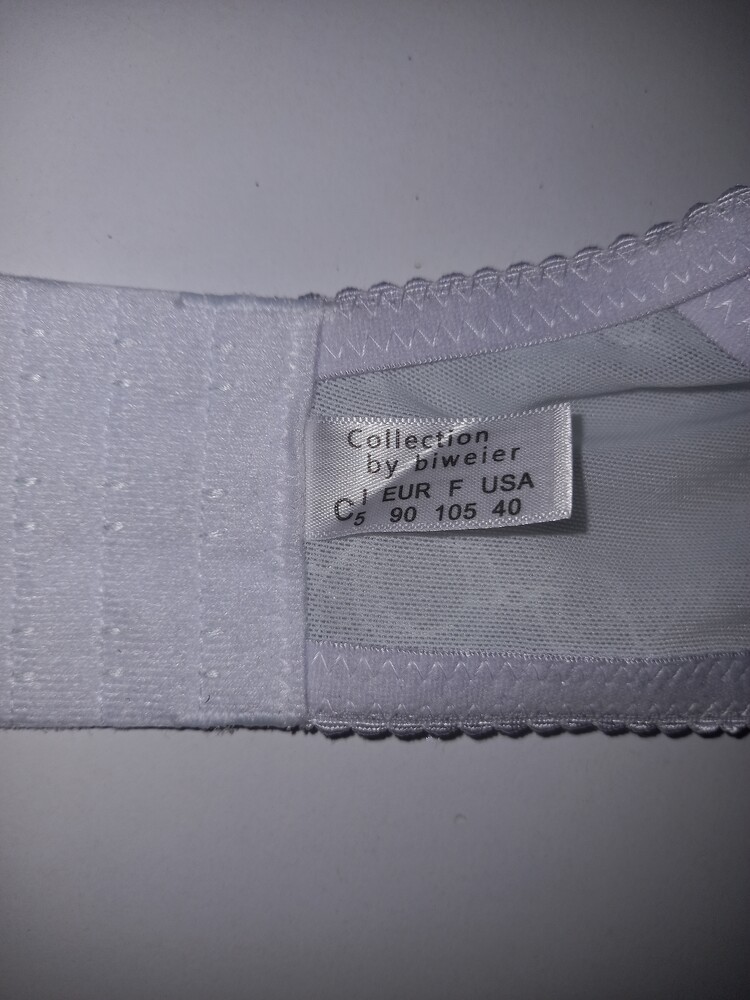 Collection
by biweier
C I EUR F USA
5 90 105 40